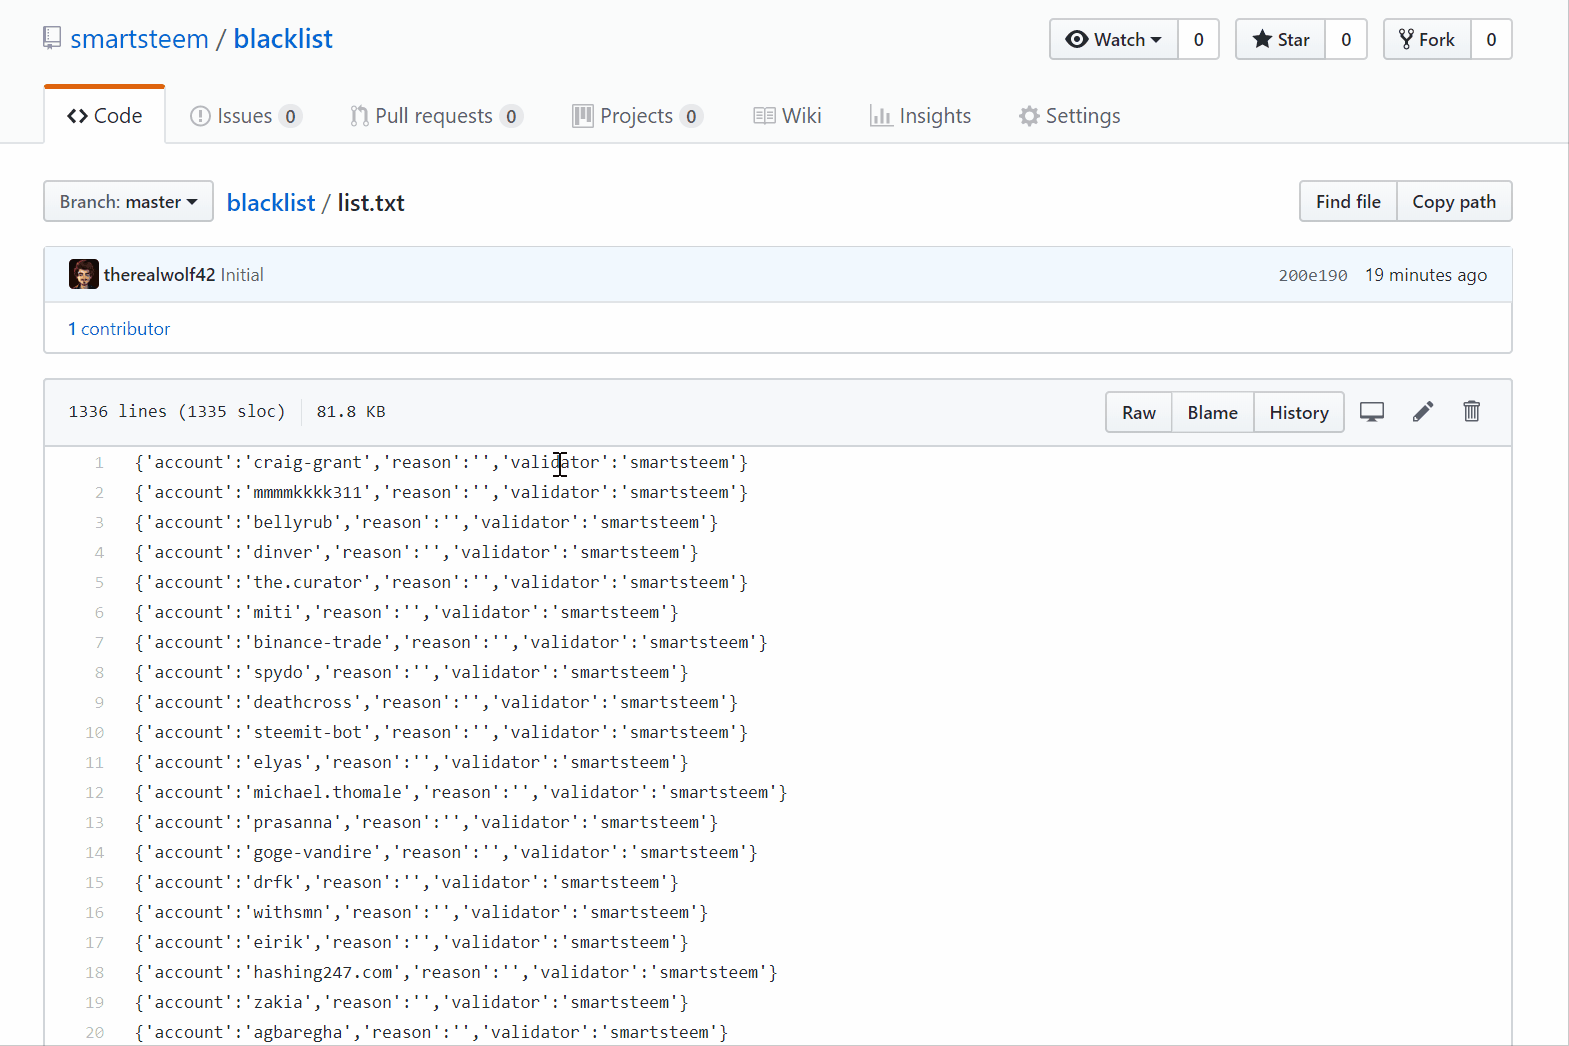 smartsteem / blacklist
Watch 0 Star 0 Fork 0
Code Issues 0 Pull requests 0 Projects 0 Wiki Insights Settings
Branch: master blacklist / list.txt Find file Copy path
therealwolf42 Initial 200e190 19 minutes ago
1 contributor
1336 lines (1335 sloc) 81.8 KB Raw Blame History
1 {'account':'craig-grant','reason':'','validator':'smartsteem'}
2 {'account':'mmmmkkkk311','reason':'','validator':'smartsteem'}
3 {'account':'bellyrub','reason':'','validator':'smartsteem'}
4 {'account':'dinver','reason':'','validator':'smartsteem'}
5 {'account':'the.curator','reason':'','validator':'smartsteem'}
6 {'account':'miti','reason':'','validator':'smartsteem'}
7 {'account':'binance-trade','reason':'','validator':'smartsteem'}
8 {'account':'spydo','reason':'','validator':'smartsteem'}
9 {'account':'deathcross','reason':'','validator':'smartsteem'}
10 {'account':'steemit-bot','reason':'','validator':'smartsteem'}
11 {'account':'elyas','reason':'','validator':'smartsteem'}
12 {'account':'michael.thomale','reason':'','validator':'smartsteem'}
13 {'account':'prasanna','reason':'','validator':'smartsteem'}
14 {'account':'goge-vandire','reason':'','validator':'smartsteem'}
15 {'account':'drfk','reason':'','validator':'smartsteem'}
16 {'account':'withsmn','reason':'','validator':'smartsteem'}
17 {'account':'eirik','reason':'','validator':'smartsteem'}
18 {'account':'hashing247.com','reason':'','validator':'smartsteem'}
19 {'account':'zakia','reason':'','validator':'smartsteem'}
20 {'account':'agbaregha','reason':'','validator':'smartsteem'}